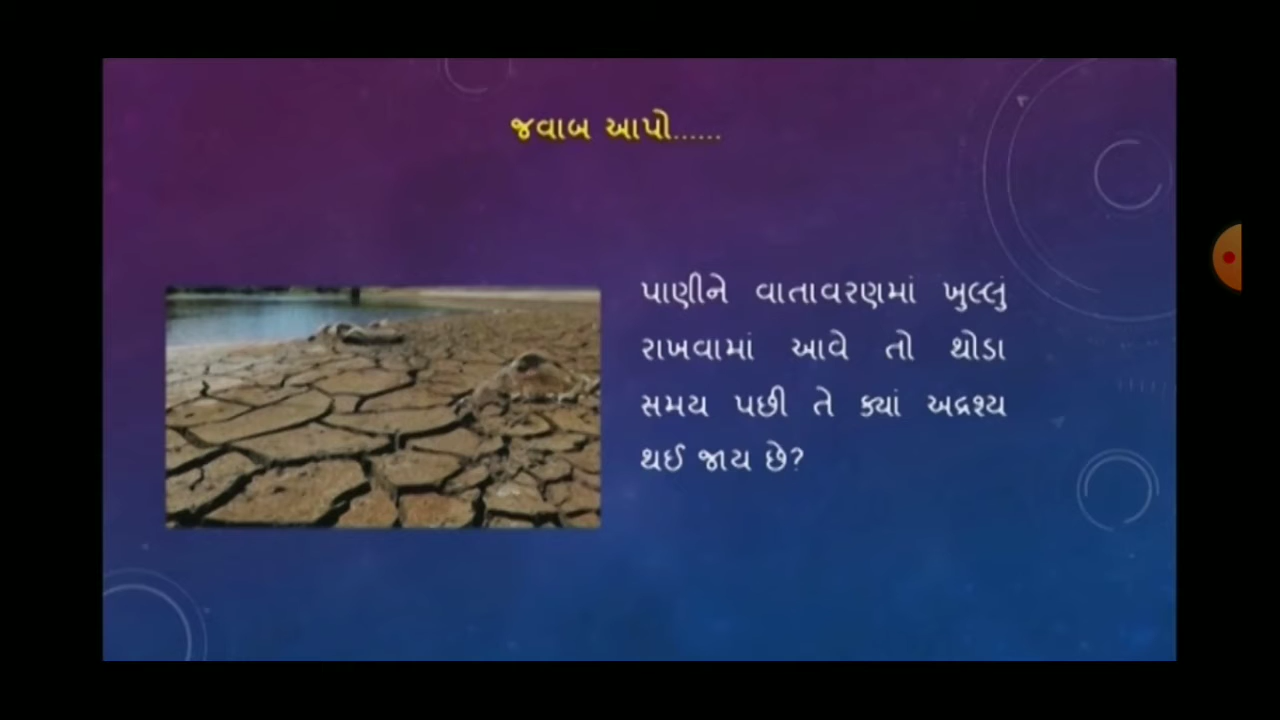 જવાબ આપો......
પાણીને વાતાવરણમાં ખુલ્લું
રાખવામાં આવે તો થોડા
સમય પછી તે ક્યાં અદ્રશ્ય
થઈ જાય છે?